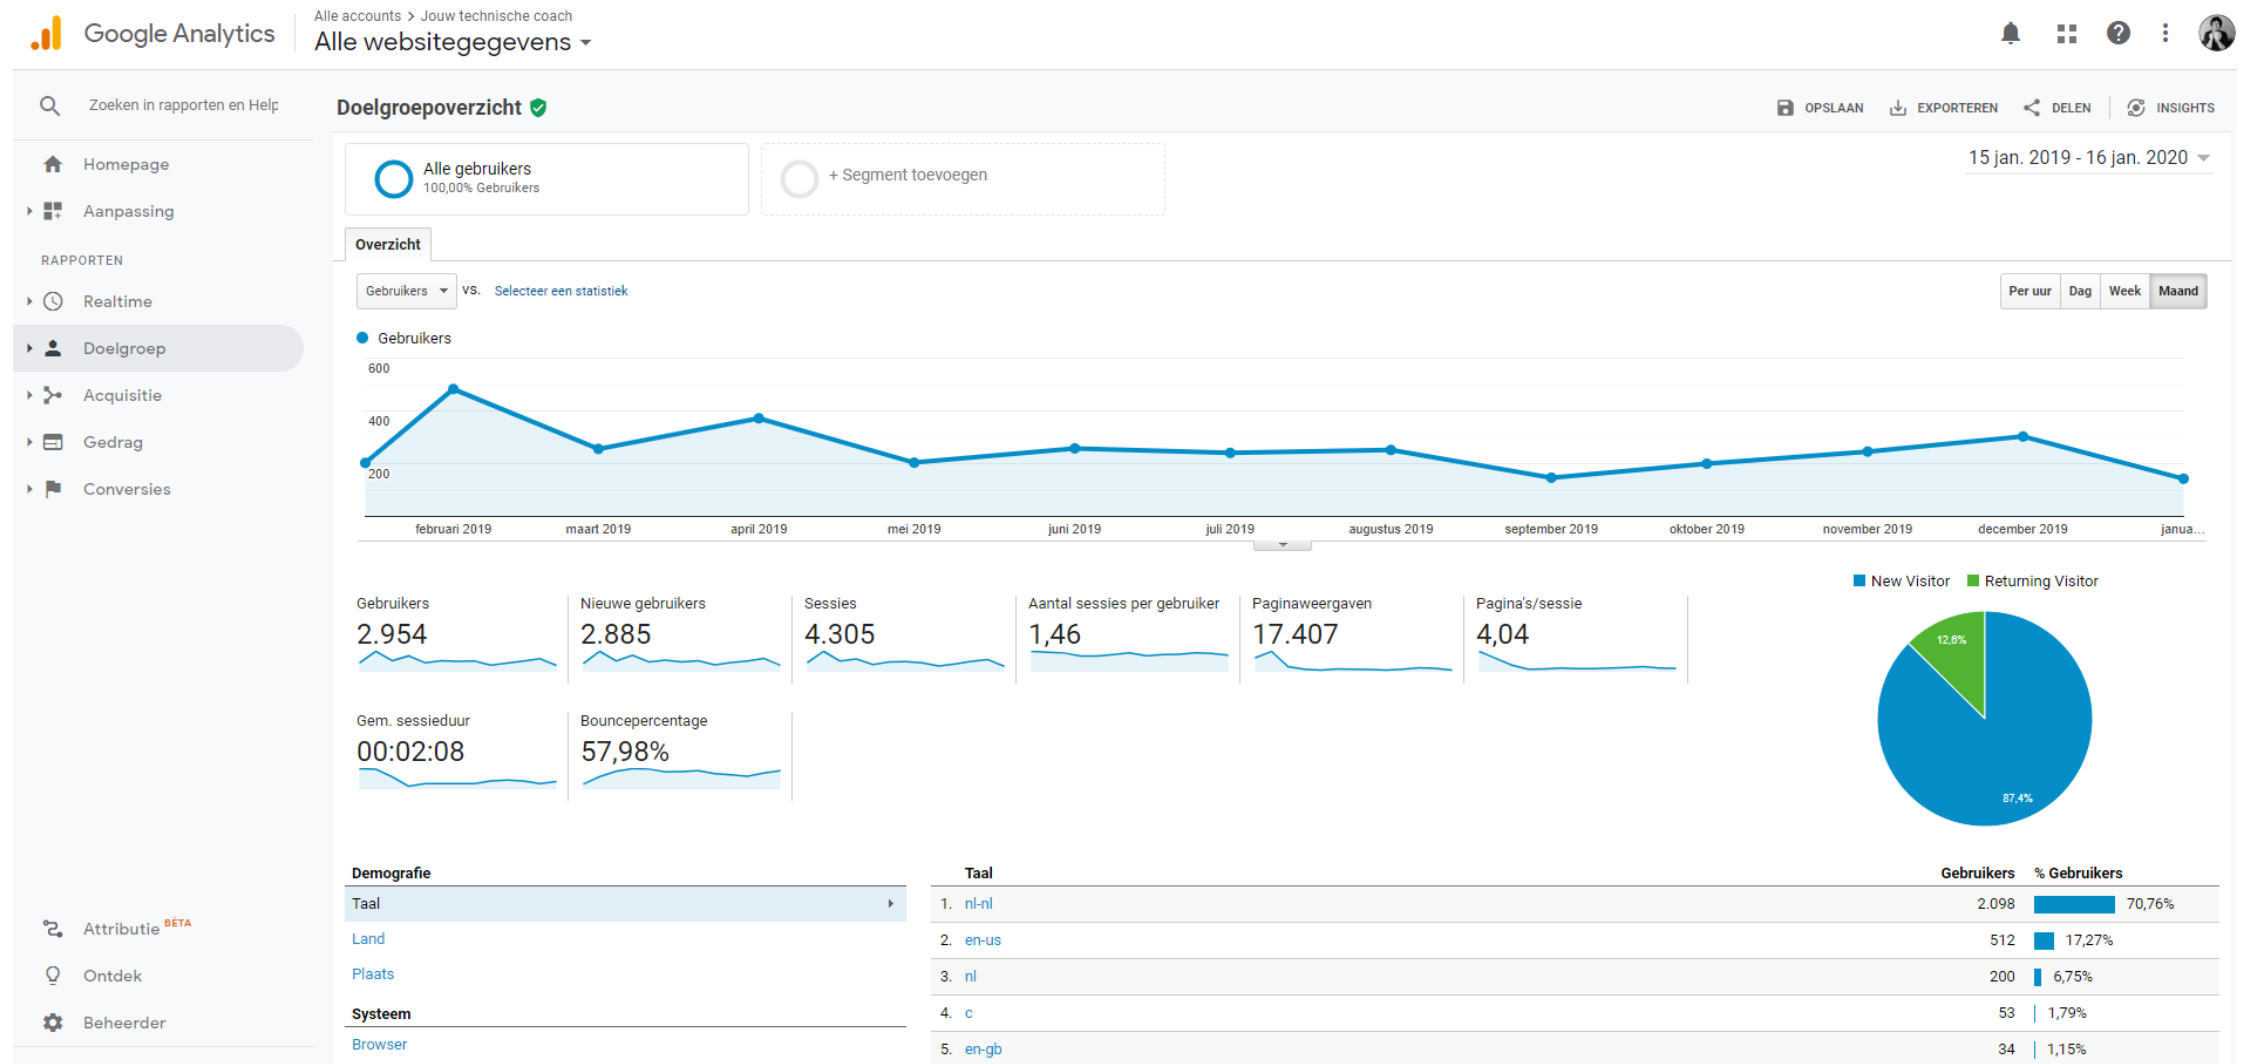 Google Analytics
Alle accounts > Jouw technische coach
Alle websitegegevens
Zoeken in rapporten en Help
Homepage
Aanpassing
RAPPORTEN
Realtime
Doelgroep
Acquisitie
Gedrag
Conversies
Attributie BÈTA
Ontdek
Beheerder
Doelgroepoverzicht
OPSLAAN EXPORTEREN DELEN INSIGHTS
Alle gebruikers
100,00% Gebruikers
+ Segment toevoegen
15 jan. 2019 - 16 jan. 2020
Overzicht
Gebruikers VS. Selecteer een statistiek
Per uur Dag Week Maand
Gebruikers
600
400
200
februari 2019 maart 2019 april 2019 mei 2019 juni 2019 juli 2019 augustus 2019 september 2019 oktober 2019 november 2019 december 2019 janua...
Gebruikers
2.954
Nieuwe gebruikers
2.885
Sessies
4.305
Aantal sessies per gebruiker
1,46
Paginaweergaven
17.407
Pagina's/sessie
4,04
Gem. sessieduur
00:02:08
Bouncepercentage
57,98%
New Visitor Returning Visitor
12,6%
87,4%
Demografie
Taal
Land
Plaats
Systeem
Browser
Taal Gebruikers % Gebruikers
1. nl-nl 2.098 70,76%
2. en-us 512 17,27%
3. nl 200 6,75%
4. c 53 1,79%
5. en-gb 34 1,15%